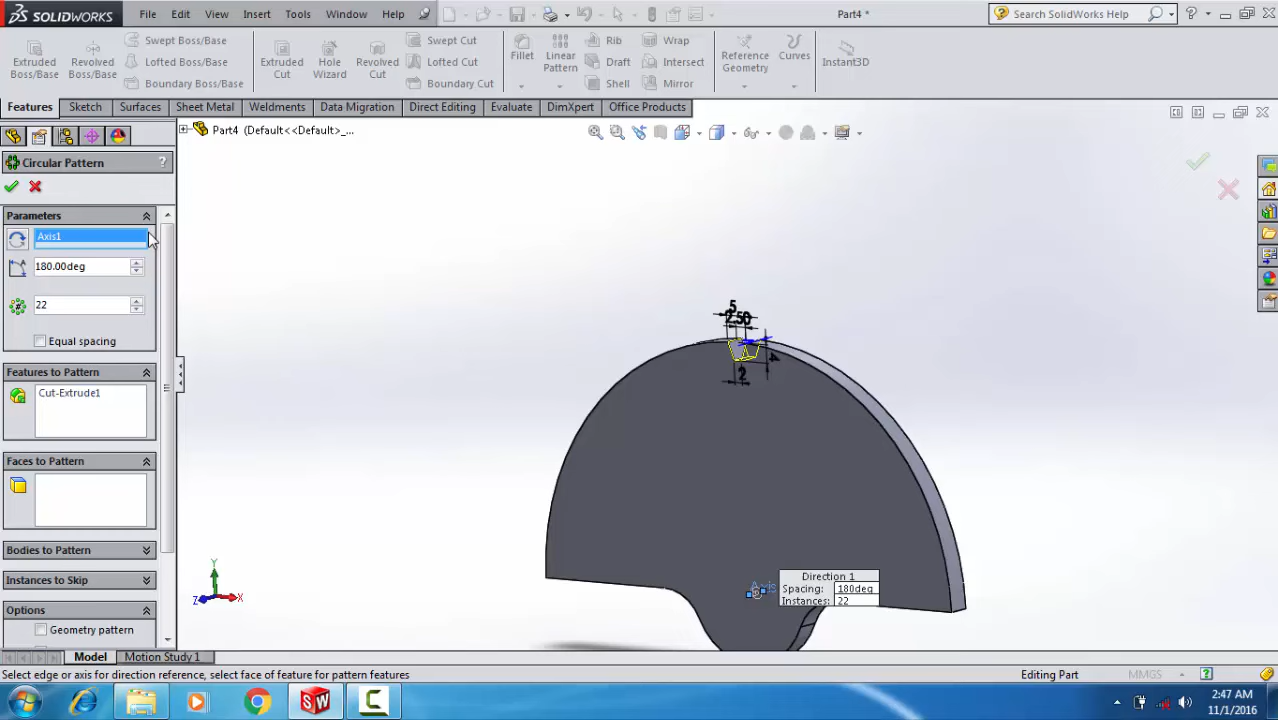 SOLIDWORKS File Edit View Insert Tools Window Help Part4 * Search SolidWorks Help
Extruded Boss/Base Revolved Boss/Base Swept Boss/Base Lofted Boss/Base Boundary Boss/Base Extruded Cut Hole Wizard Revolved Cut Swept Cut Lofted Cut Boundary Cut Fillet Linear Pattern Rib Draft Shell Wrap Intersect Mirror Reference Geometry Curves Instant3D
Features Sketch Surfaces Sheet Metal Weldments Data Migration Direct Editing Evaluate DimXpert Office Products
Part4 (Default<<Default>_...
Circular Pattern ?
Parameters
Axis1
180.00deg
22
Equal spacing
Features to Pattern
Cut-Extrude1
Faces to Pattern
Bodies to Pattern
Instances to Skip
Options
Geometry pattern
5
2.50
4
2
Axis
Direction 1
Spacing: 180deg
Instances: 22
Y
Z X
Model Motion Study 1
Select edge or axis for direction reference, select face of feature for pattern features Editing Part MMGS
2:47 AM
11/1/2016